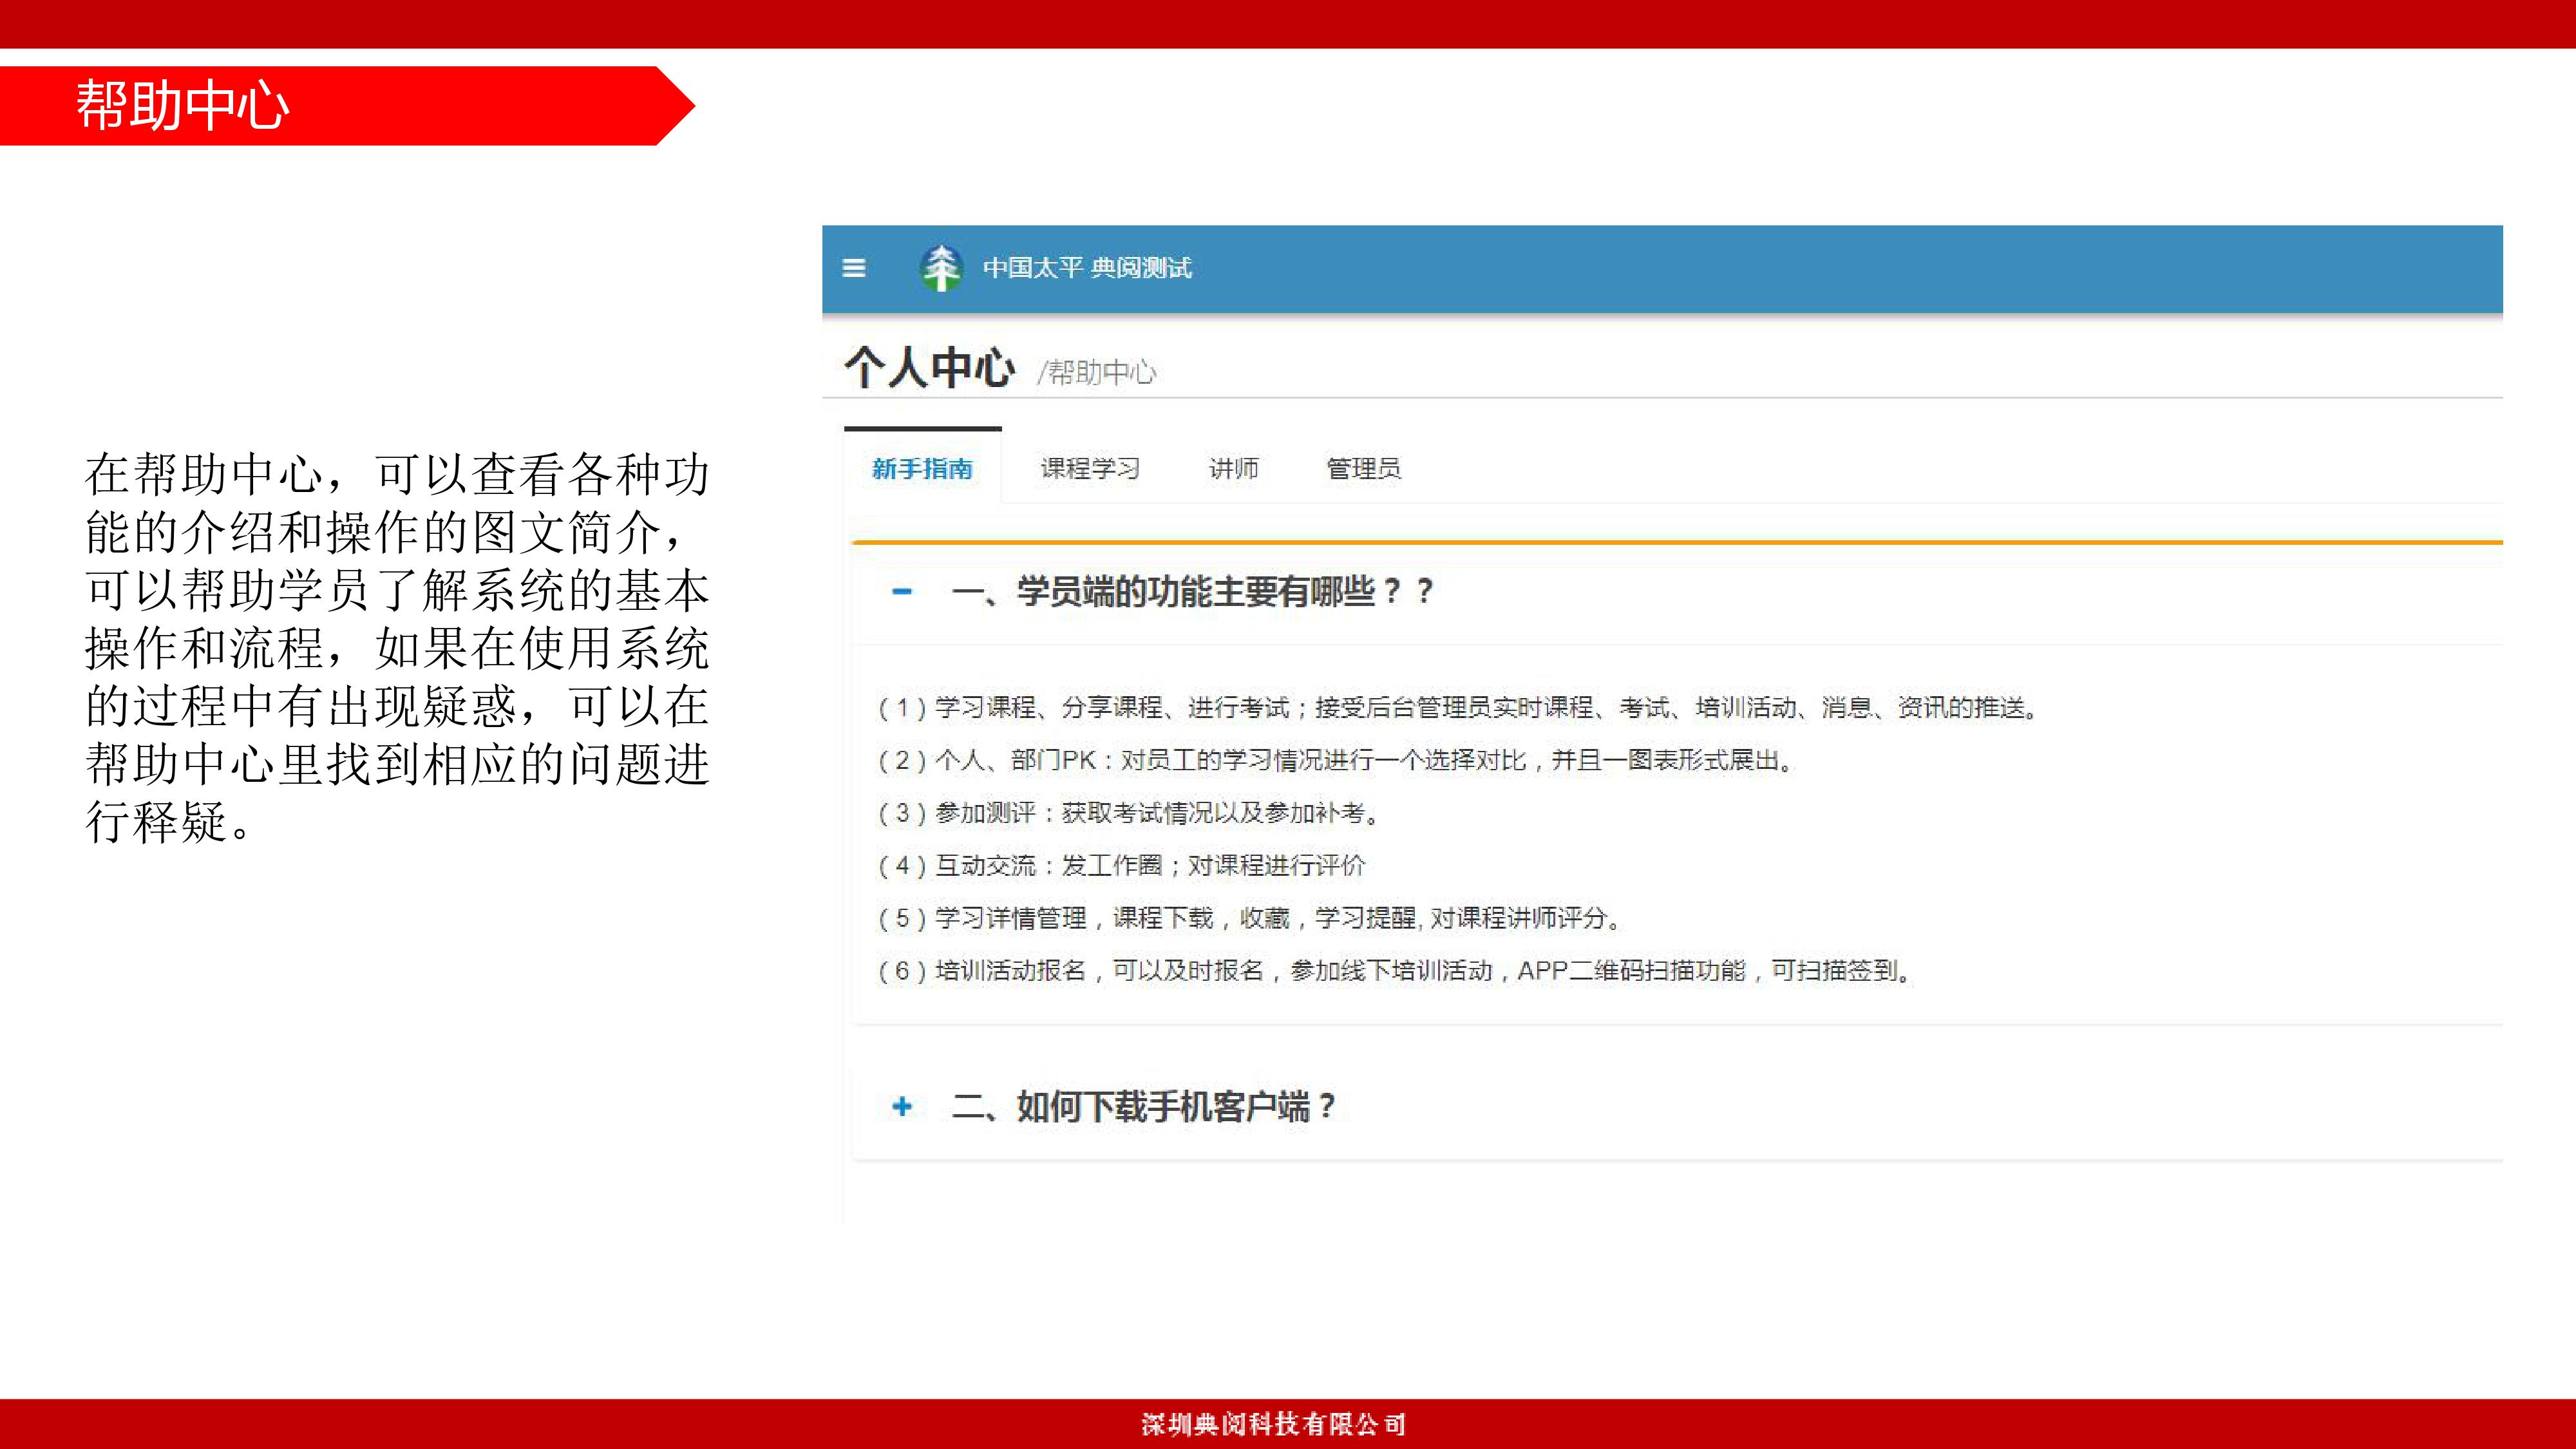 帮助中心
在帮助中心，可以查看各种功
能的介绍和操作的图文简介，
可以帮助学员了解系统的基本
操作和流程，如果在使用系统
的过程中有出现疑惑，可以在
帮助中心里找到相应的问题进
行释疑。
中国太平 典阅测试
个人中心 /帮助中心
新手指南 课程学习 讲师 管理员
一、学员端的功能主要有哪些？？
（1）学习课程、分享课程、进行考试；接受后台管理员实时课程、考试、培训活动、消息、资讯的推送。
（2）个人、部门PK：对员工的学习情况进行一个选择对比，并且一图表形式展出。
（3）参加测评：获取考试情况以及参加补考。
（4）互动交流：发工作圈；对课程进行评价
（5）学习详情管理，课程下载，收藏，学习提醒,对课程讲师评分。
（6）培训活动报名，可以及时报名，参加线下培训活动，APP二维码扫描功能，可扫描签到。
二、如何下载手机客户端？
深圳典阅科技有限公司